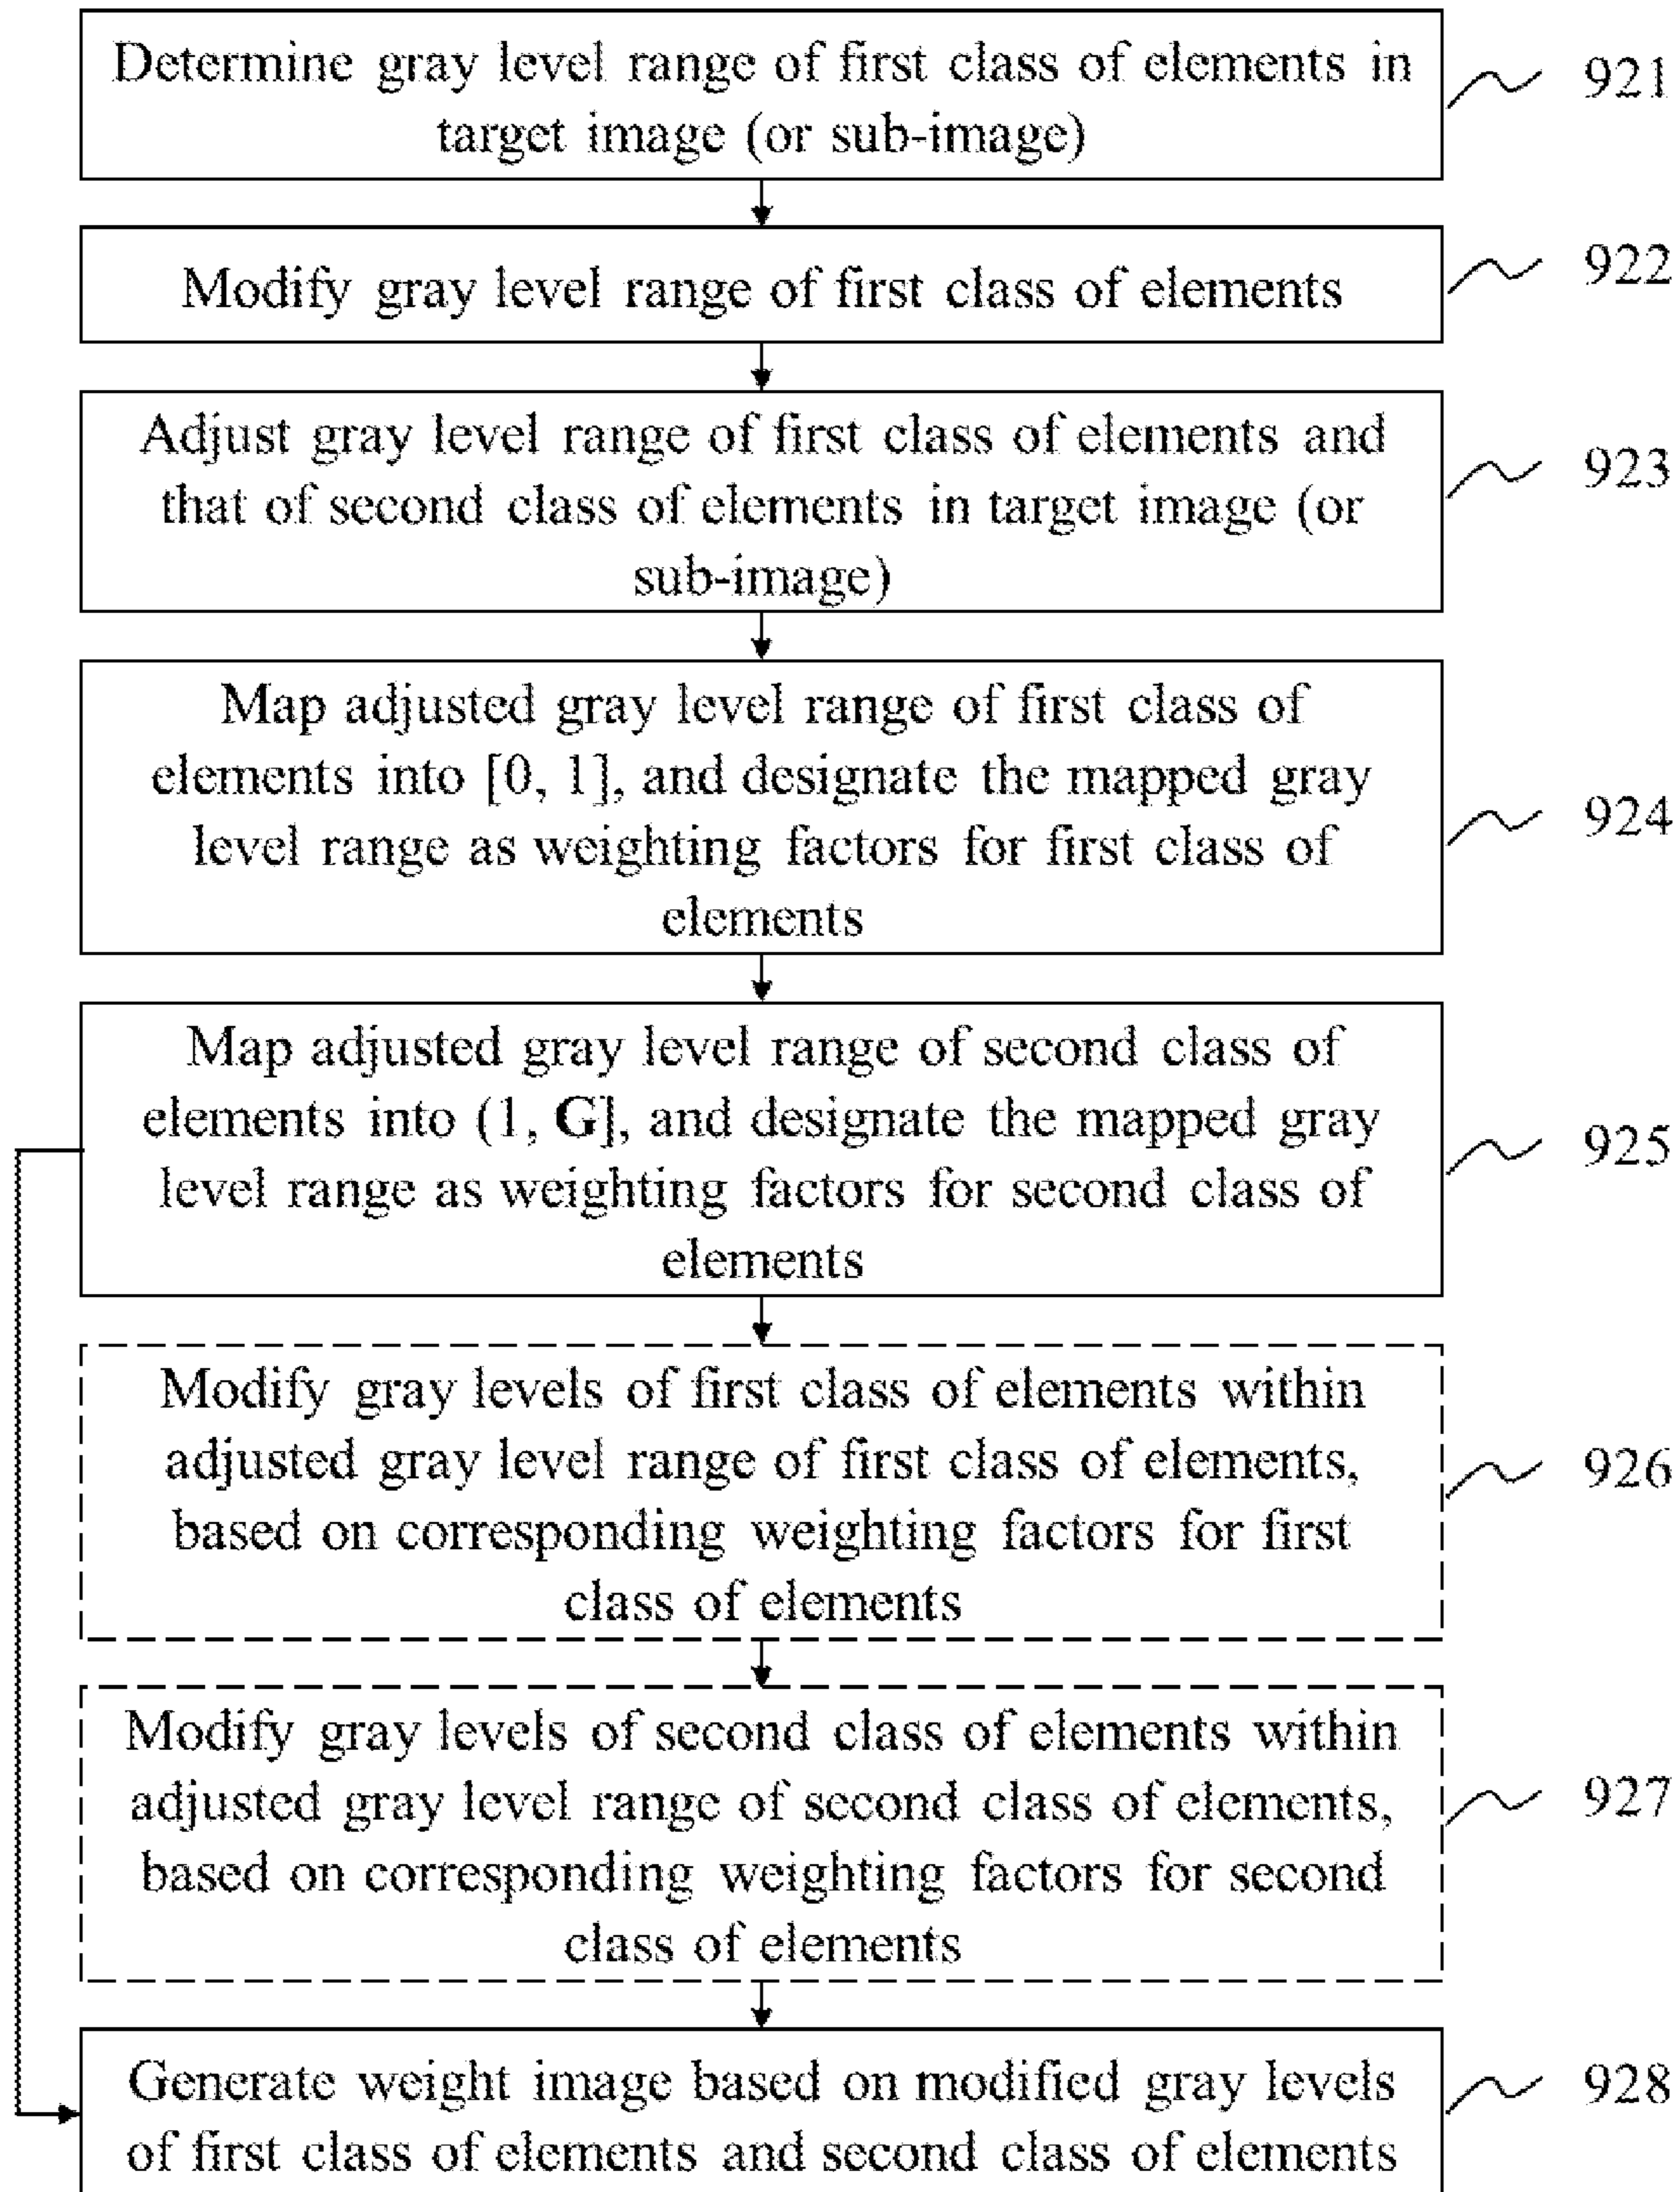 Determine gray level range of first class of elements in
target image (or sub-image)
921
Modify gray level range of first class of elements
922
Adjust gray level range of first class of elements and
that of second class of elements in target image (or
sub-image)
923
Map adjusted gray level range of first class of
elements into [0, 1], and designate the mapped gray
level range as weighting factors for first class of
elements
924
Map adjusted gray level range of second class of
elements into (1, G], and designate the mapped gray
level range as weighting factors for second class of
elements
925
Modify gray levels of first class of elements within
adjusted gray level range of first class of elements,
based on corresponding weighting factors for first
class of elements
926
Modify gray levels of second class of elements within
adjusted gray level range of second class of elements,
based on corresponding weighting factors for second
class of elements
927
Generate weight image based on modified gray levels
of first class of elements and second class of elements
928